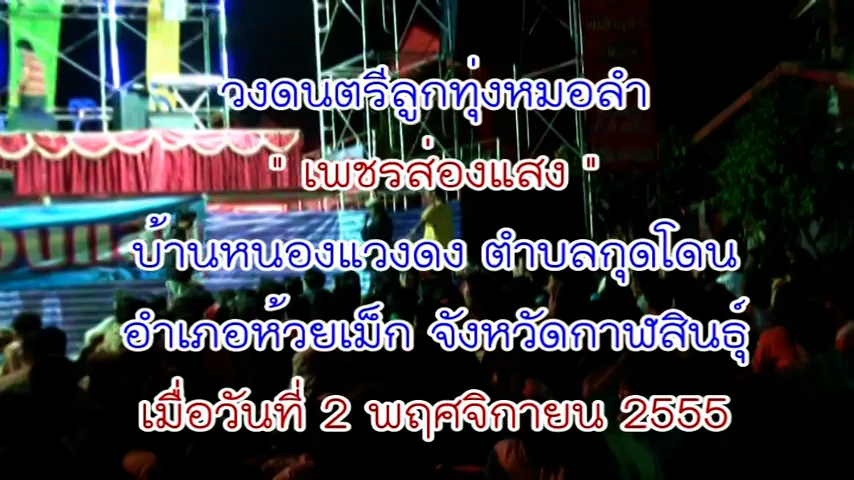 วงดนตรีลูกทุ่งหมอลำ
" เพชรส่องแสง "
บ้านหนองแวงดง ตำบลกุดโดน
อำเภอห้วยเม็ก จังหวัดกาฬสินธุ์
เมื่อวันที่ 2 พฤศจิกายน 2555